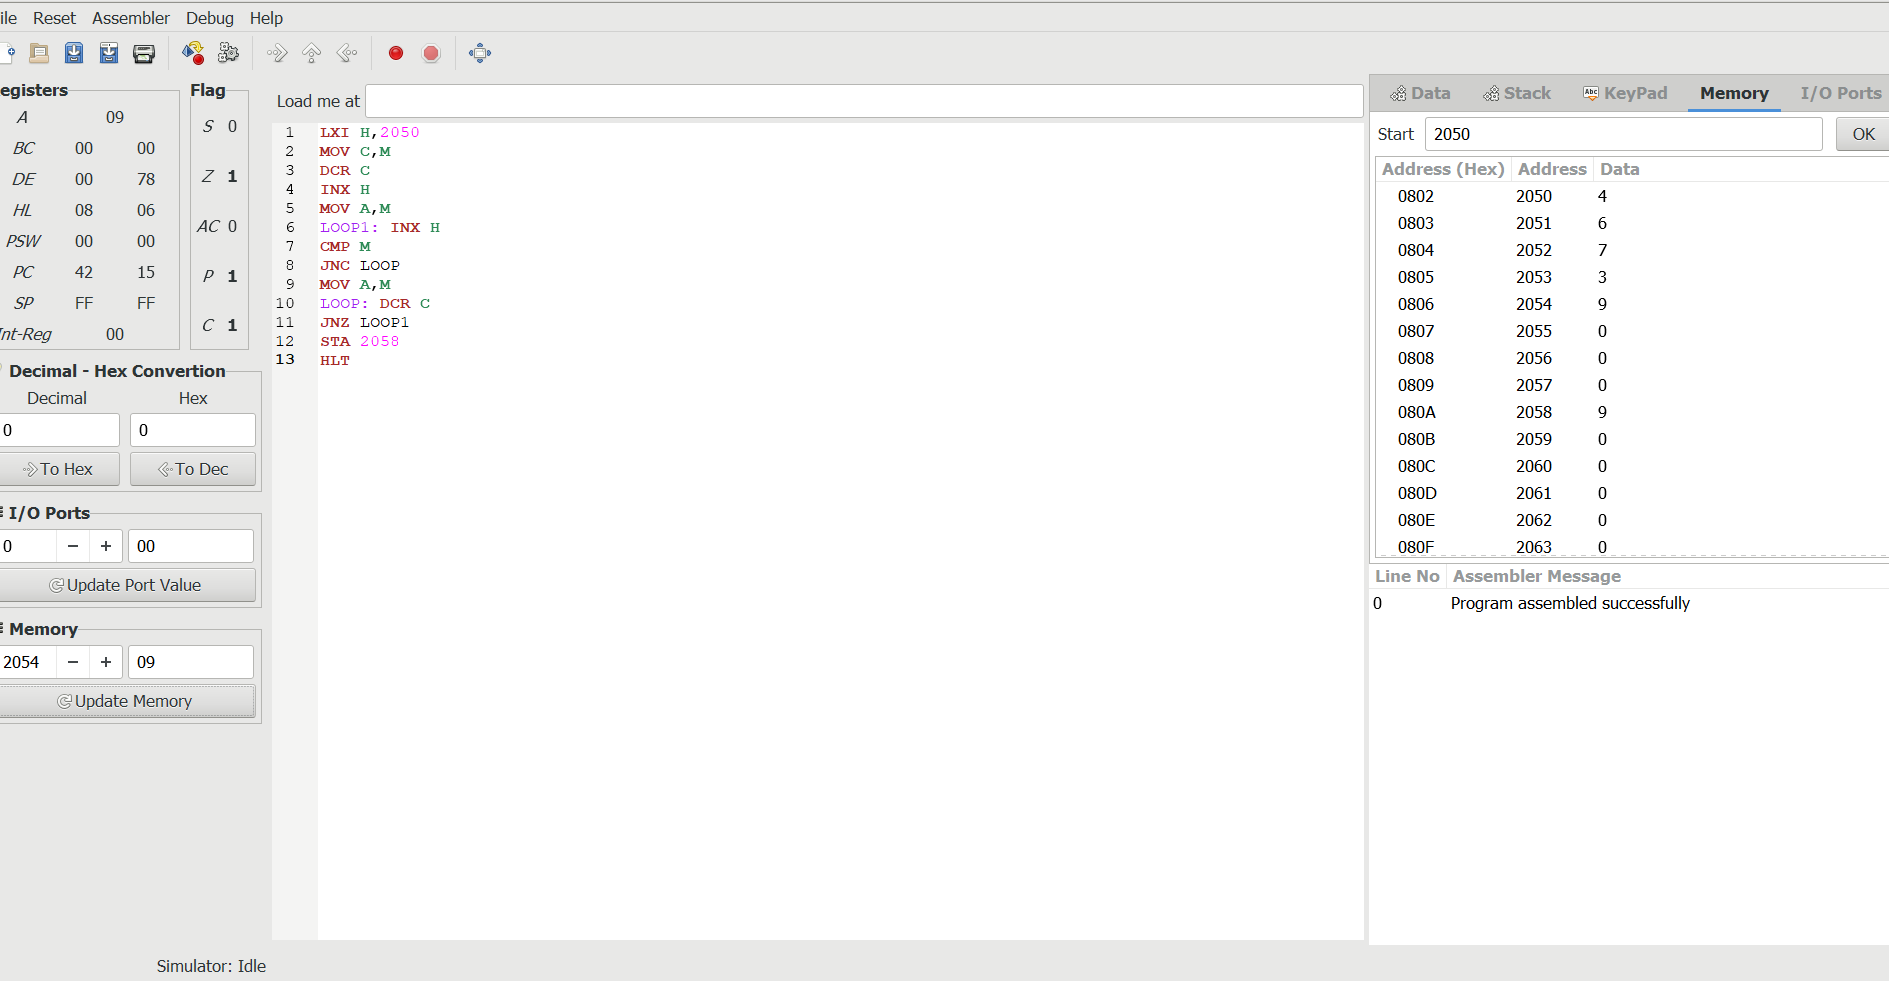 ile Reset Assembler Debug Help
egisters
A 09
BC 00 00
DE 00 78
HL 08 06
PSW 00 00
PC 42 15
SP FF FF
Int-Reg 00
Flag
S 0
Z 1
AC 0
P 1
C 1
Decimal - Hex Convertion
Decimal Hex
0 0
To Hex To Dec
I/O Ports
0 − + 00
Update Port Value
Memory
2054 − + 09
Update Memory
Load me at
1 LXI H,2050
2 MOV C,M
3 DCR C
4 INX H
5 MOV A,M
6 LOOP1: INX H
7 CMP M
8 JNC LOOP
9 MOV A,M
10 LOOP: DCR C
11 JNZ LOOP1
12 STA 2058
13 HLT
Data Stack Abc KeyPad Memory I/O Ports
Start 2050 OK
Address (Hex) Address Data
0802 2050 4
0803 2051 6
0804 2052 7
0805 2053 3
0806 2054 9
0807 2055 0
0808 2056 0
0809 2057 0
080A 2058 9
080B 2059 0
080C 2060 0
080D 2061 0
080E 2062 0
080F 2063 0
Line No Assembler Message
0 Program assembled successfully
Simulator: Idle